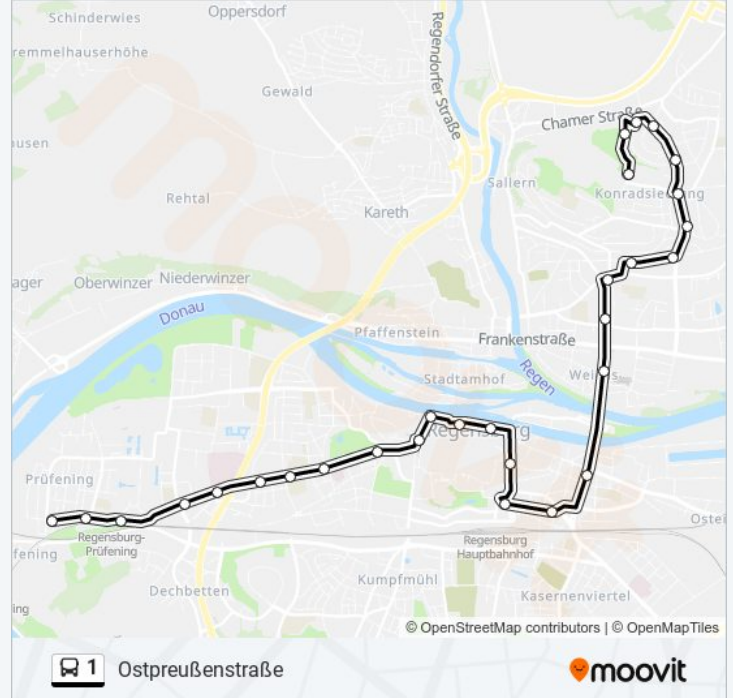 Schinderwies
Oppersdorf
remmelhauserhöhe
Regendorfer Straße
Gewald
Chamer Straße
ausen
Sallern
Rehtal
Konradsiedlung
Kareth
ager
Oberwinzer
Niederwinzer
Donau
Pfaffenstein
Frankenstraße
Stadtamhof
Regen
Regensburg
Prüfening
Regensburg-
Prüfening
fening
Regensburg
Hauptbahnhof
Ostei
Dechbetten
Kumpfmühl
Kasernenviertel
ing
© OpenStreetMap contributors | © OpenMapTiles
1 Ostpreußenstraße
moovit